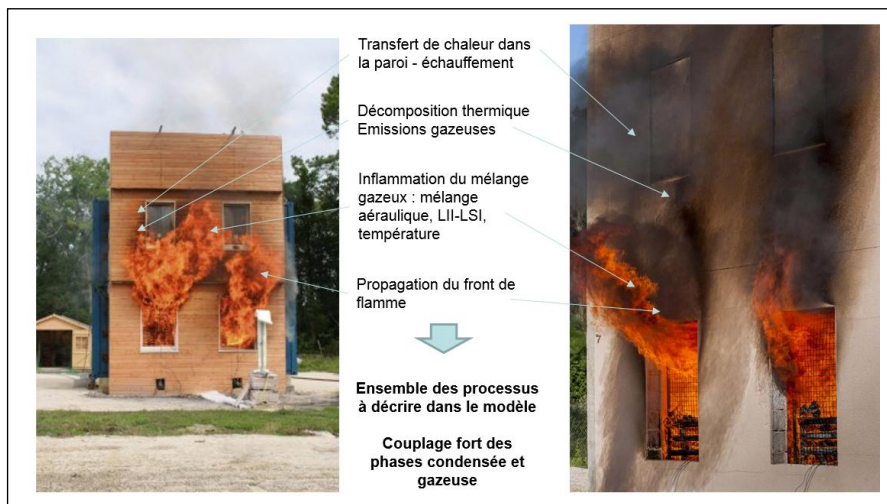 Transfert de chaleur dans
la paroi - échauffement
Décomposition thermique
Emissions gazeuses
Inflammation du mélange
gazeux : mélange
aéraulique, LII-LSI,
température
Propagation du front de
flamme
7
Ensemble des processus
à décrire dans le modèle
Couplage fort des
phases condensée et
gazeuse